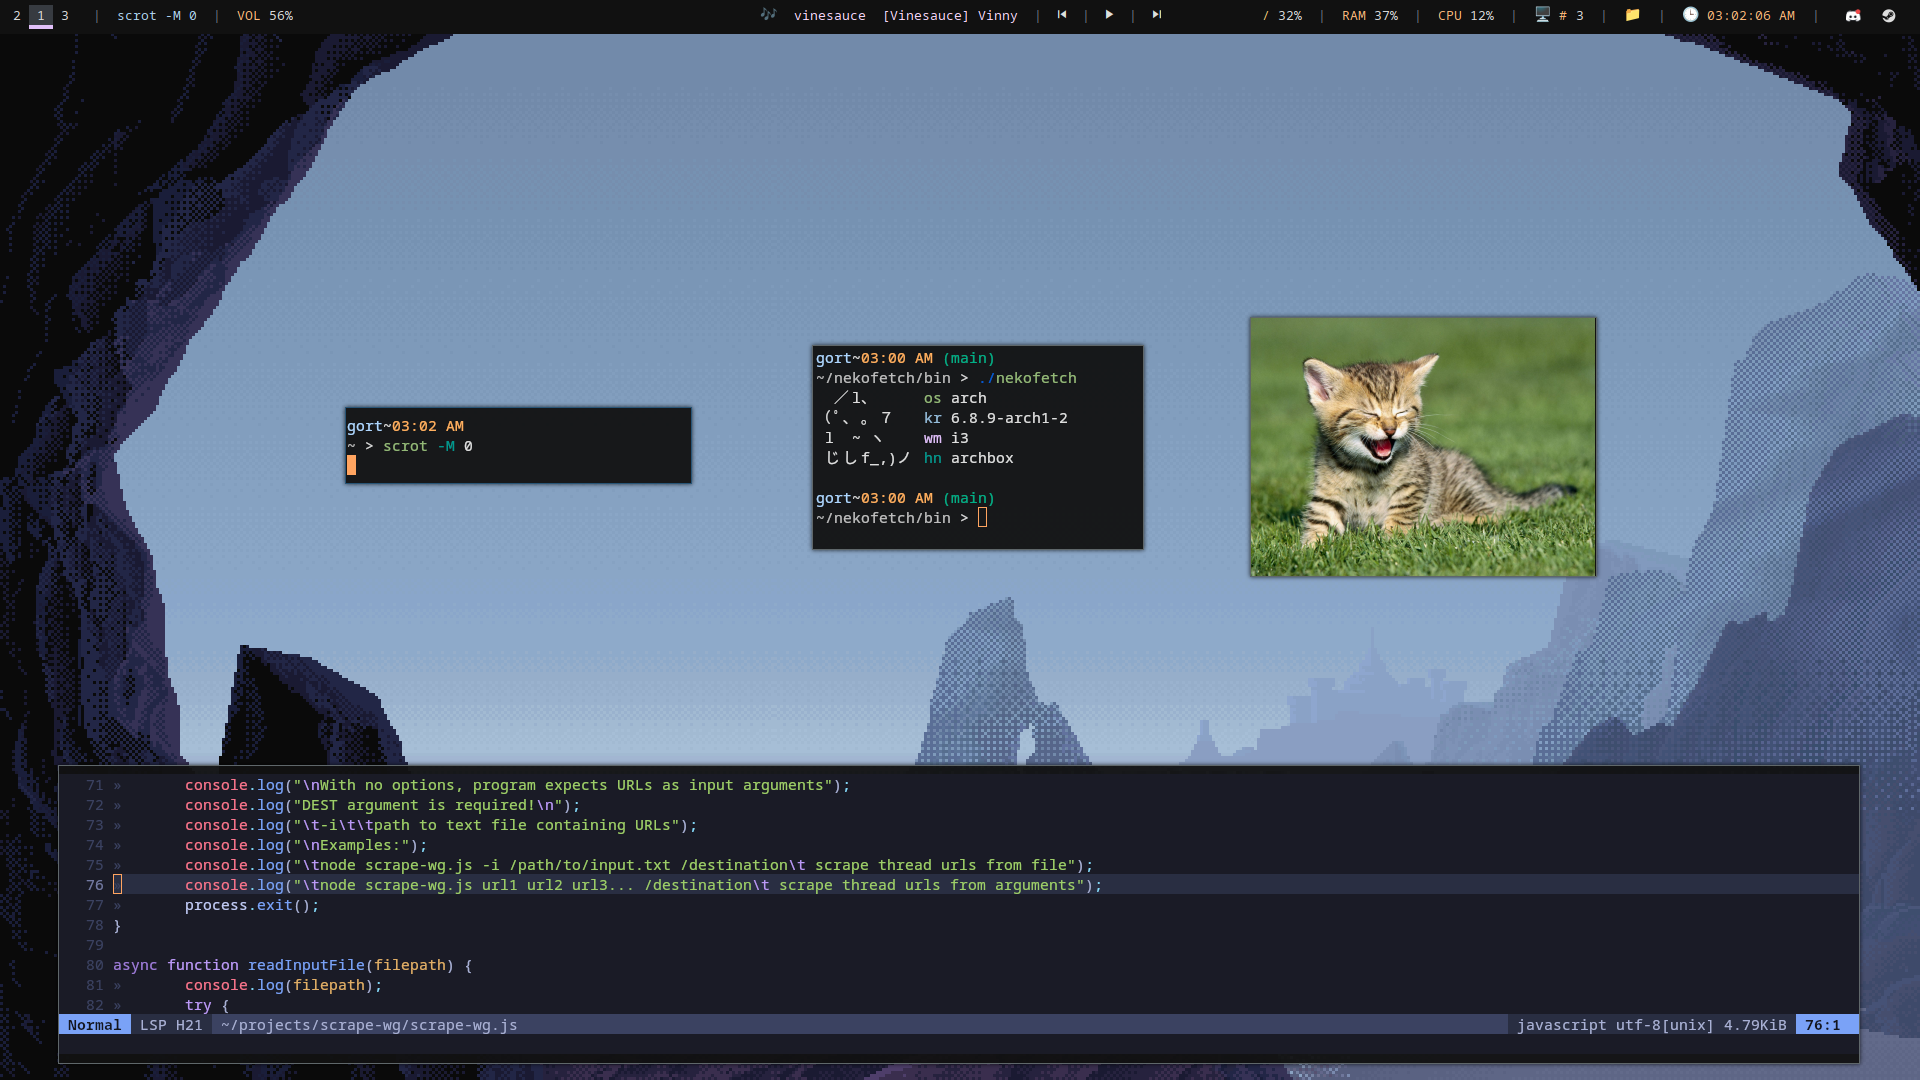 2 1 3 | scrot -M 0 | VOL 56% 🎶 vinesauce [Vinesauce] Vinny | ⏮ | ▶ | ⏭ / 32% | RAM 37% | CPU 12% | 🖥 # 3 | 📁 | 🕒 03:02:06 AM |
gort~03:02 AM
~ > scrot -M 0
gort~03:00 AM (main)
~/nekofetch/bin > ./nekofetch
／l、 os arch
(ﾟ､ 。７ kr 6.8.9-arch1-2
l ~ ヽ wm i3
じしf_,)ノ hn archbox
gort~03:00 AM (main)
~/nekofetch/bin >
71 » console.log("\nWith no options, program expects URLs as input arguments");
72 » console.log("DEST argument is required!\n");
73 » console.log("\t-i\t\tpath to text file containing URLs");
74 » console.log("\nExamples:");
75 » console.log("\tnode scrape-wg.js -i /path/to/input.txt /destination\t scrape thread urls from file");
76 » console.log("\tnode scrape-wg.js url1 url2 url3... /destination\t scrape thread urls from arguments");
77 » process.exit();
78 }
79
80 async function readInputFile(filepath) {
81 » console.log(filepath);
82 » try {
Normal LSP H21 ~/projects/scrape-wg/scrape-wg.js javascript utf-8[unix] 4.79KiB 76:1